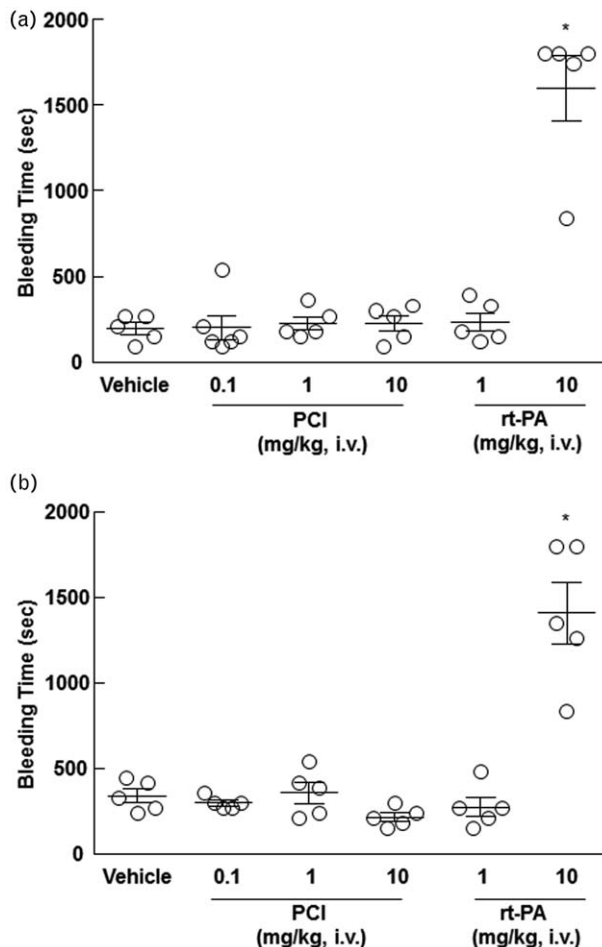 (a)
*
2000
1500
1000
500
0
Bleeding Time (sec)
Vehicle 0.1 1 10 1 10
PCI rt-PA
(mg/kg, i.v.) (mg/kg, i.v.)
(b)
*
2000
1500
1000
500
0
Bleeding Time (sec)
Vehicle 0.1 1 10 1 10
PCI rt-PA
(mg/kg, i.v.) (mg/kg, i.v.)